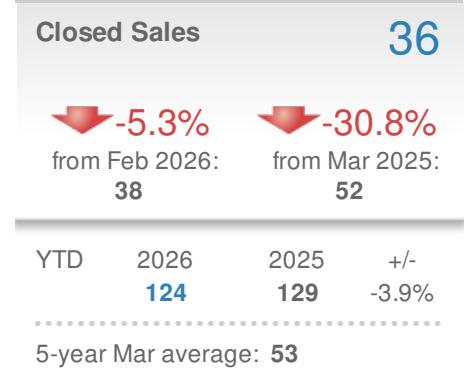 Closed Sales 36
-5.3% -30.8%
from Feb 2026: from Mar 2025:
38 52
YTD 2026 2025 +/-
124 129 -3.9%
5-year Mar average: 53